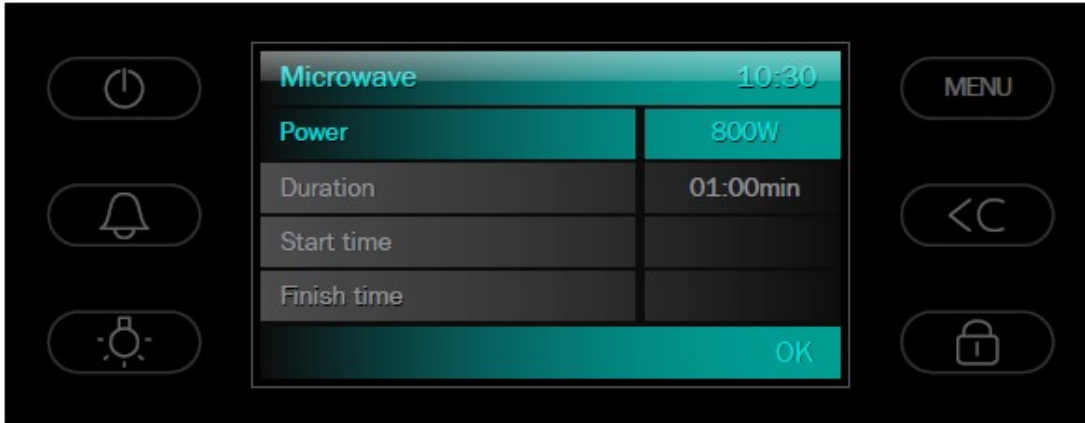 Microwave 10:30
MENU
Power 800W
Duration 01:00min
<C
Start time
Finish time
OK